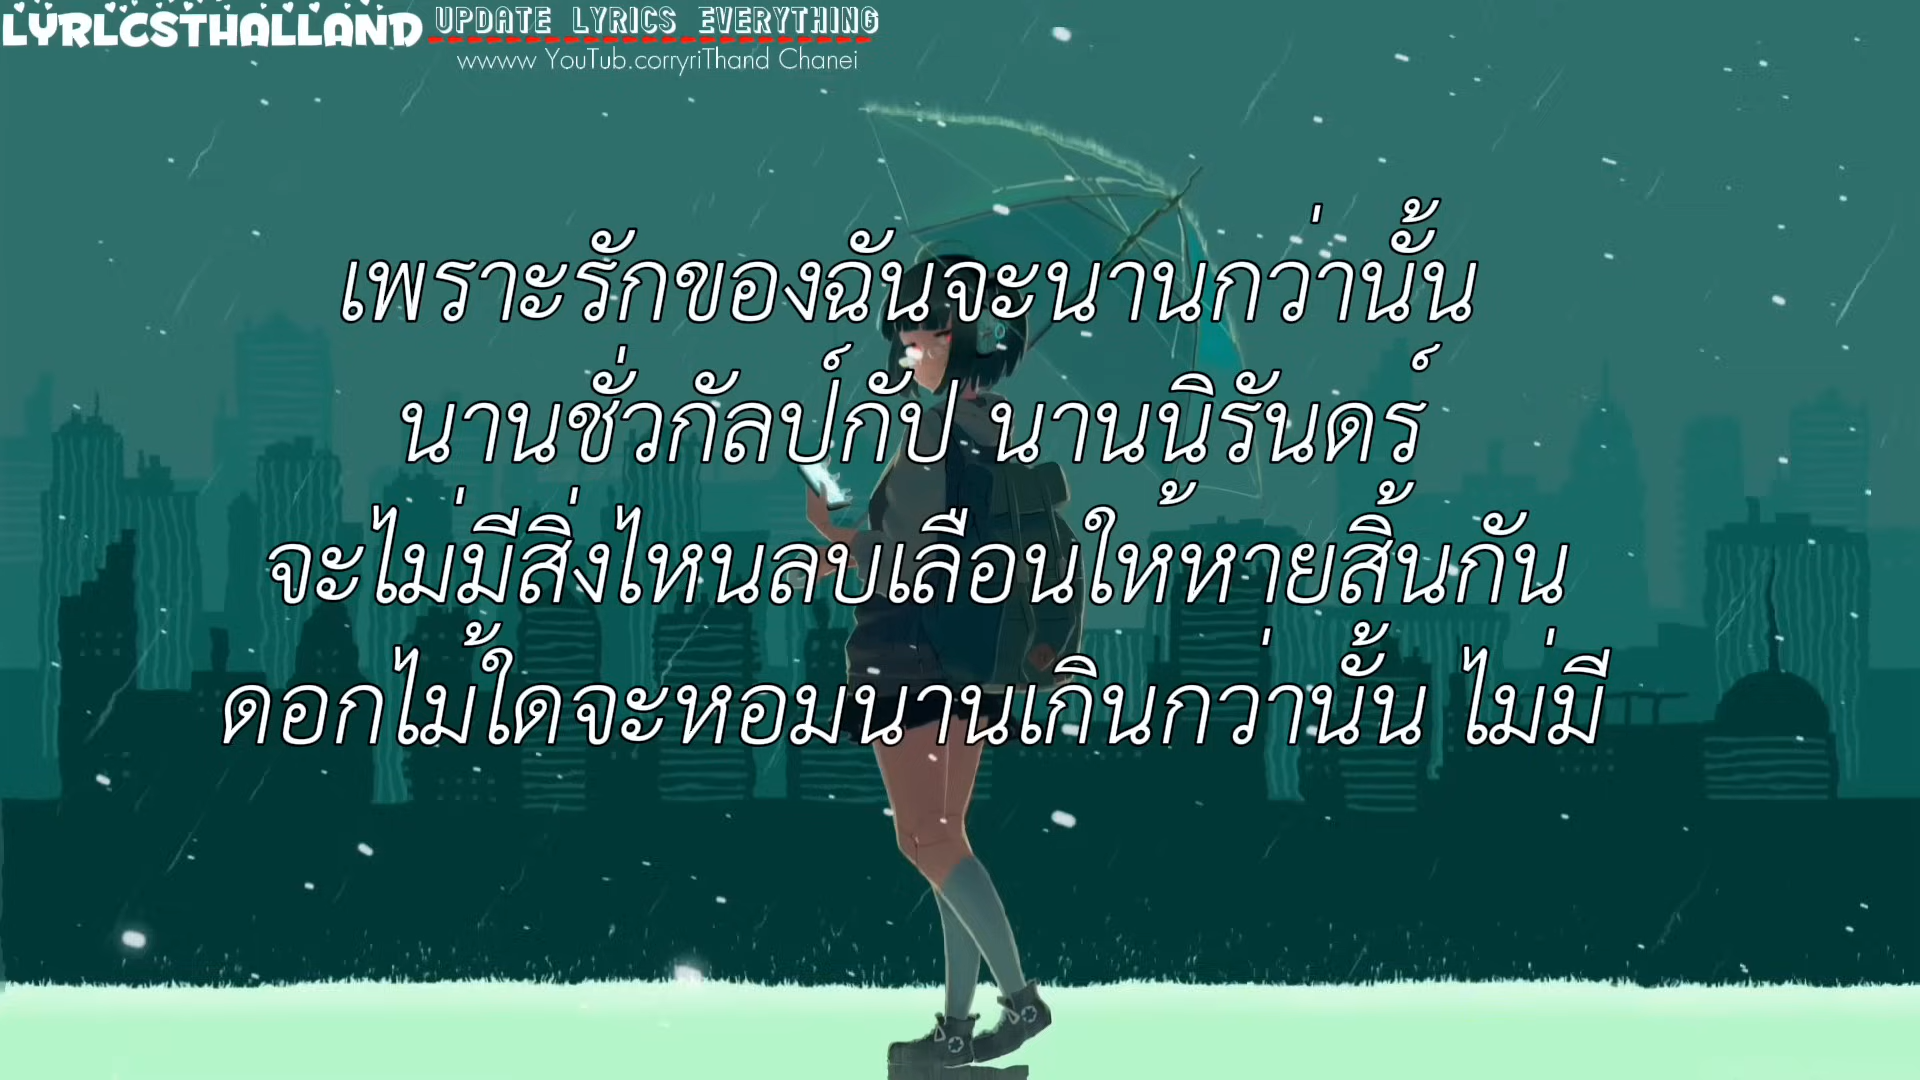 LYRLCSTHALLAND UPDATE LYRICS EVERYTHING
wwww YouTub.corryriThand Chanei
เพราะรักของฉันจะนานกว่านั้น
นานชั่วกัลป์กัป นานนิรันดร์
จะไม่มีสิ่งไหนลบเลือนให้หายสิ้นกัน
ดอกไม้ใดจะหอมนานเกินกว่านั้น ไม่มี